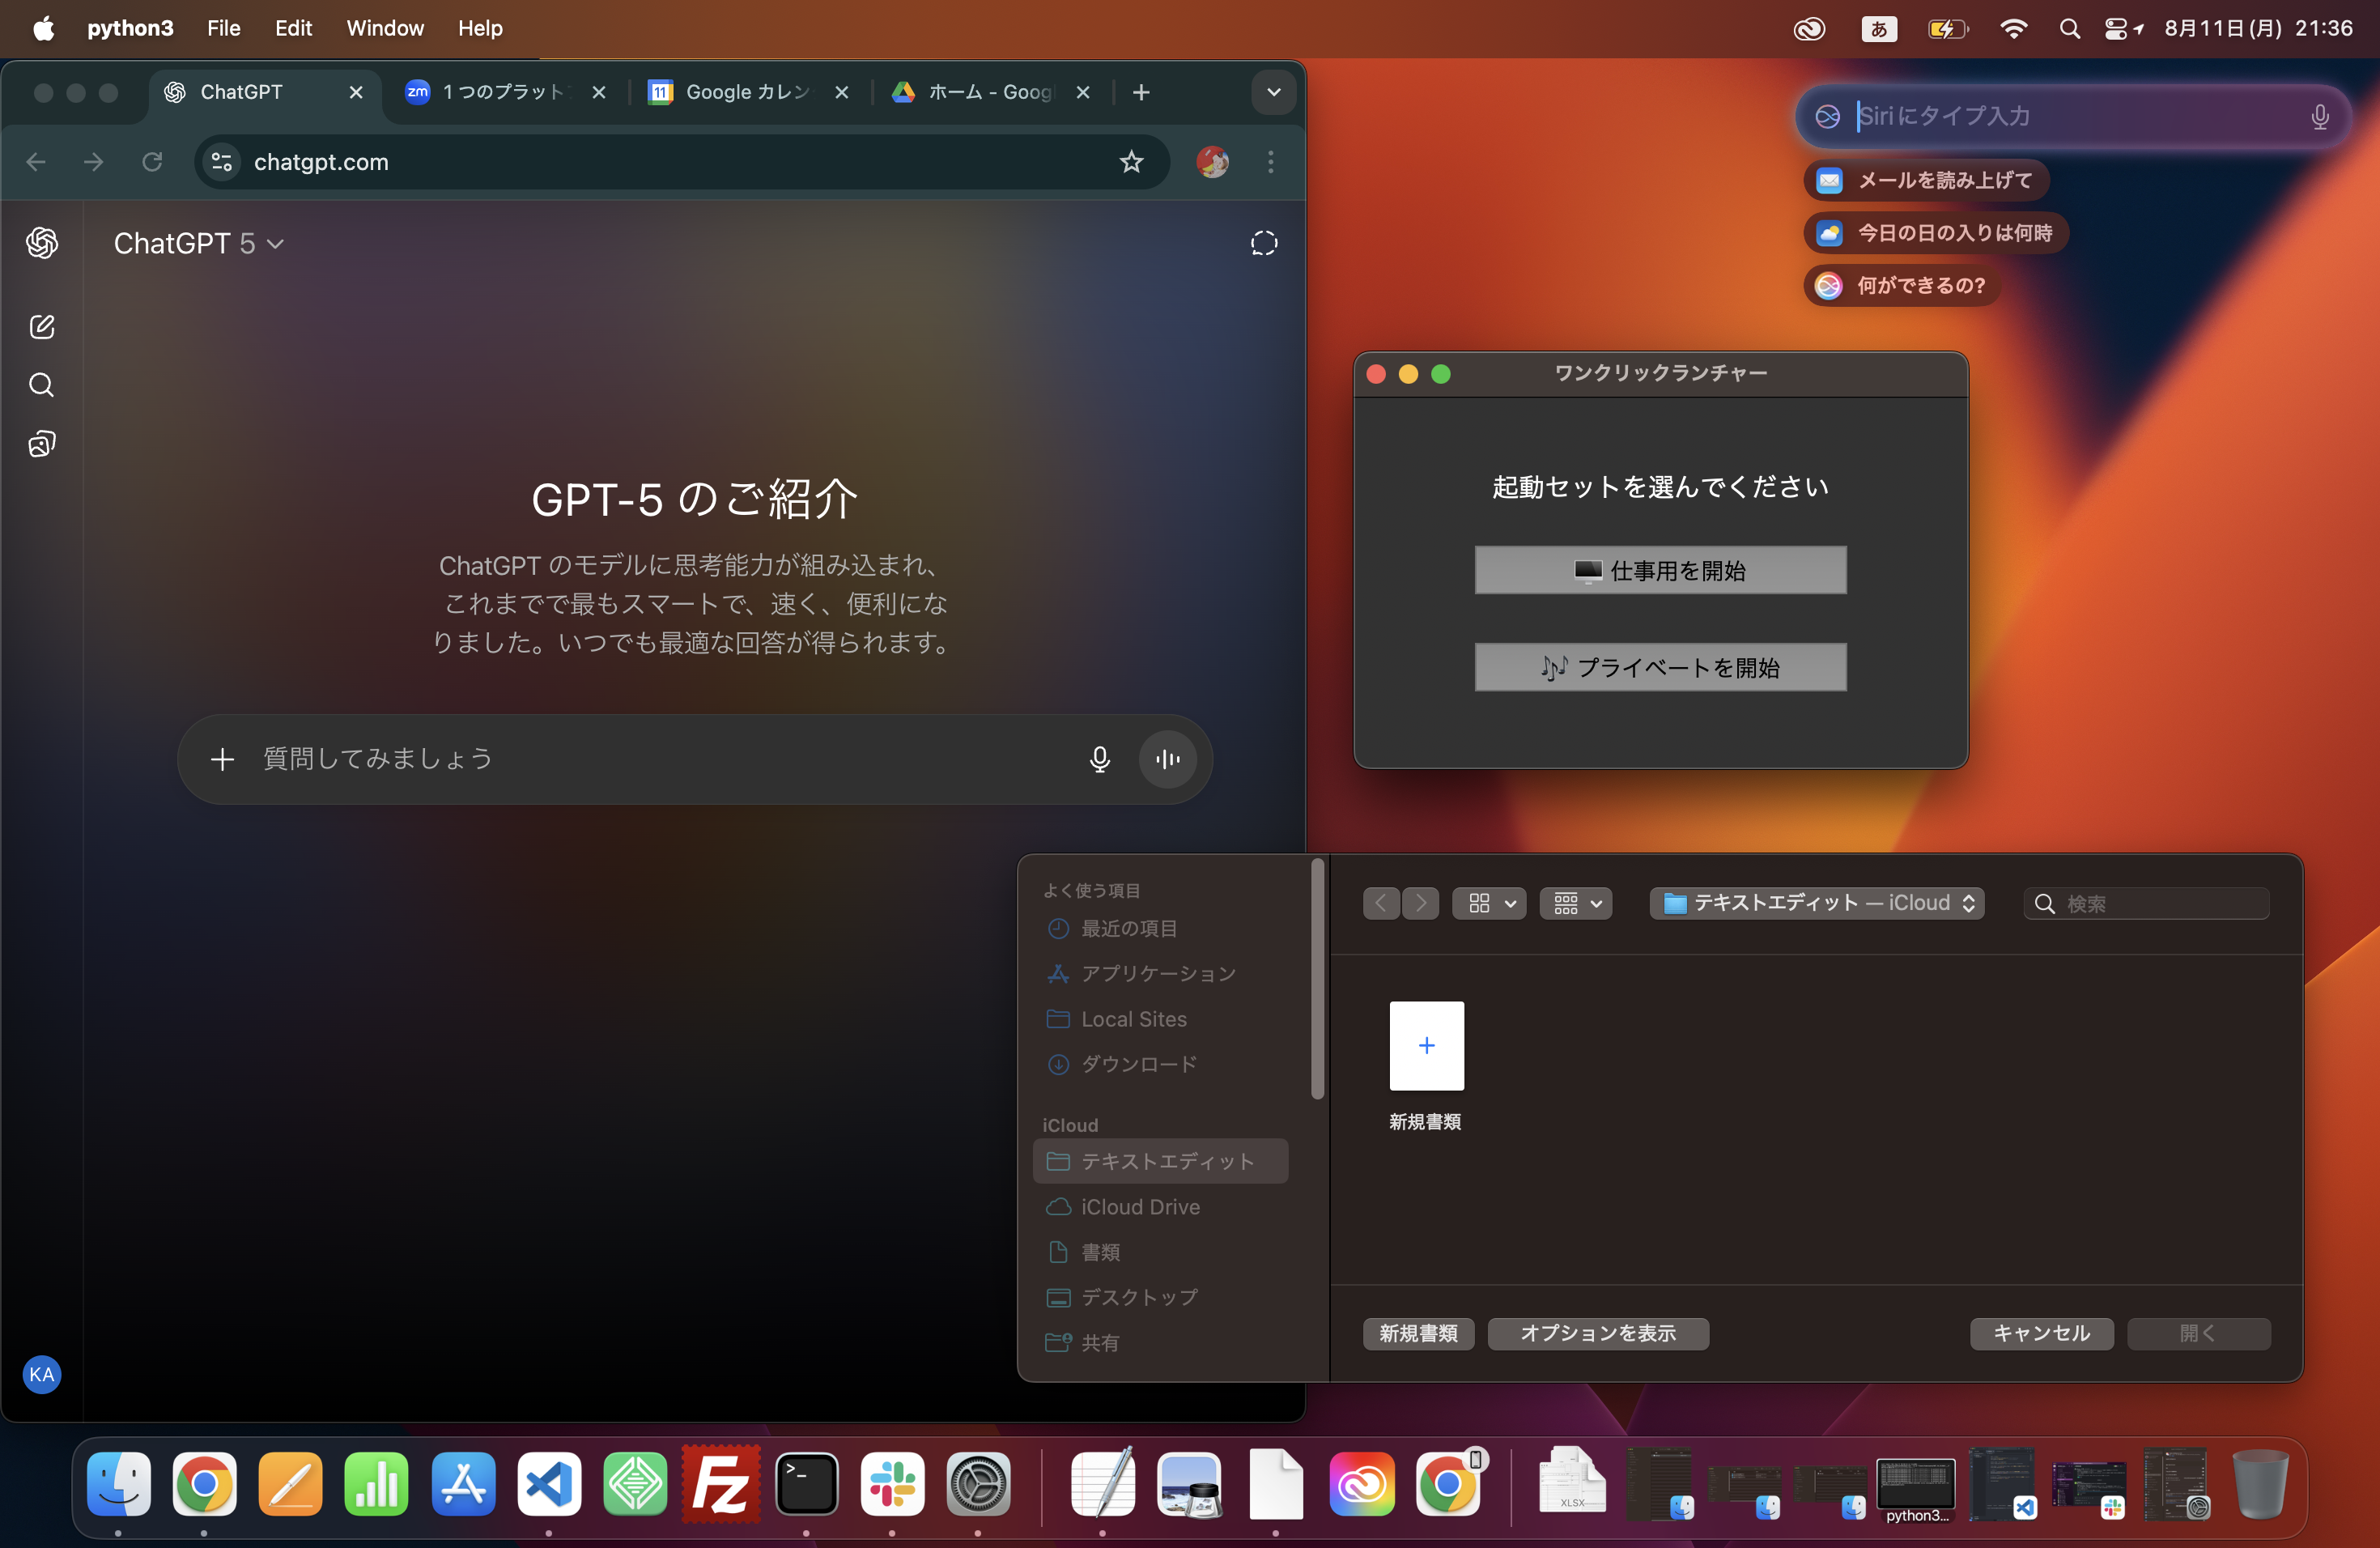 python3 File Edit Window Help
あ
8月11日(月) 21:36
ChatGPT
zm 1 つのプラット
11 Google カレン
ホーム - Goog
chatgpt.com
ChatGPT 5
GPT-5 のご紹介
ChatGPT のモデルに思考能力が組み込まれ、
これまでで最もスマートで、速く、便利にな
りました。いつでも最適な回答が得られます。
質問してみましょう
KA
Siriにタイプ入力
メールを読み上げて
今日の日の入りは何時
何ができるの?
ワンクリックランチャー
起動セットを選んでください
仕事用を開始
プライベートを開始
よく使う項目
最近の項目
アプリケーション
Local Sites
ダウンロード
iCloud
テキストエディット
iCloud Drive
書類
デスクトップ
共有
テキストエディット — iCloud
検索
新規書類
新規書類
オプションを表示
キャンセル
開く
Fz
>_
XLSX
python3...